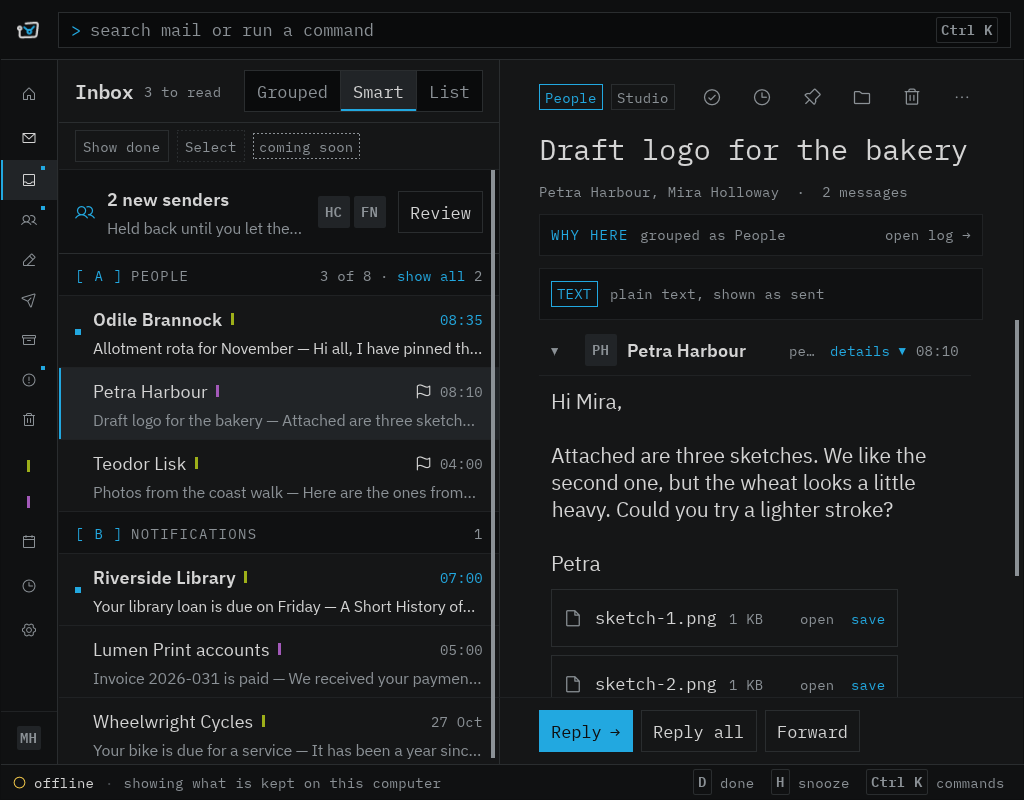 > search mail or run a command Ctrl K
Inbox 3 to read Grouped Smart List
Show done Select coming soon
2 new senders
Held back until you let the… HC FN Review
[ A ] PEOPLE 3 of 8 · show all 2
Odile Brannock 08:35
Allotment rota for November — Hi all, I have pinned th…
Petra Harbour 08:10
Draft logo for the bakery — Attached are three sketch…
Teodor Lisk 04:00
Photos from the coast walk — Here are the ones from…
[ B ] NOTIFICATIONS 1
Riverside Library 07:00
Your library loan is due on Friday — A Short History of…
Lumen Print accounts 05:00
Invoice 2026-031 is paid — We received your paymen…
Wheelwright Cycles 27 Oct
Your bike is due for a service — It has been a year sinc…
MH
People Studio …
Draft logo for the bakery
Petra Harbour, Mira Holloway · 2 messages
WHY HERE grouped as People open log →
TEXT plain text, shown as sent
▾ PH Petra Harbour pe… details ▾ 08:10
Hi Mira,
Attached are three sketches. We like the
second one, but the wheat looks a little
heavy. Could you try a lighter stroke?
Petra
sketch-1.png 1 KB open save
sketch-2.png 1 KB open save
Reply → Reply all Forward
offline · showing what is kept on this computer D done H snooze Ctrl K commands